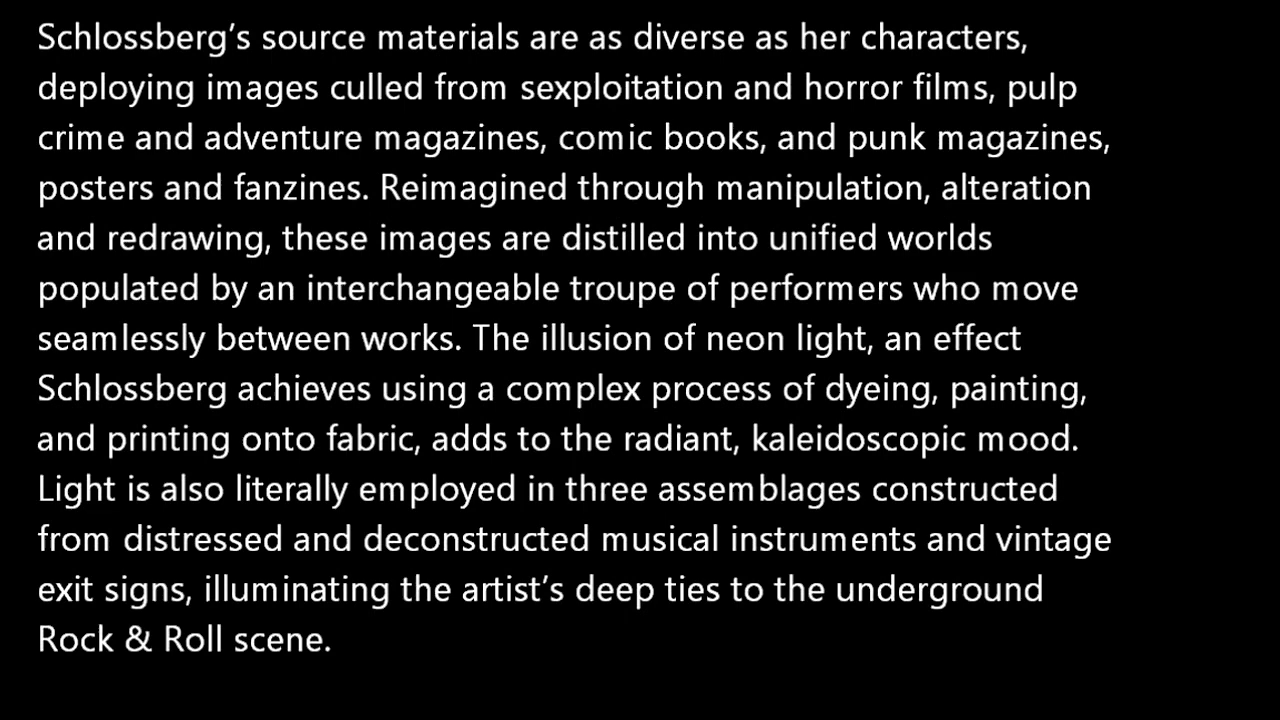 Schlossberg’s source materials are as diverse as her characters,
deploying images culled from sexploitation and horror films, pulp
crime and adventure magazines, comic books, and punk magazines,
posters and fanzines. Reimagined through manipulation, alteration
and redrawing, these images are distilled into unified worlds
populated by an interchangeable troupe of performers who move
seamlessly between works. The illusion of neon light, an effect
Schlossberg achieves using a complex process of dyeing, painting,
and printing onto fabric, adds to the radiant, kaleidoscopic mood.
Light is also literally employed in three assemblages constructed
from distressed and deconstructed musical instruments and vintage
exit signs, illuminating the artist’s deep ties to the underground
Rock & Roll scene.